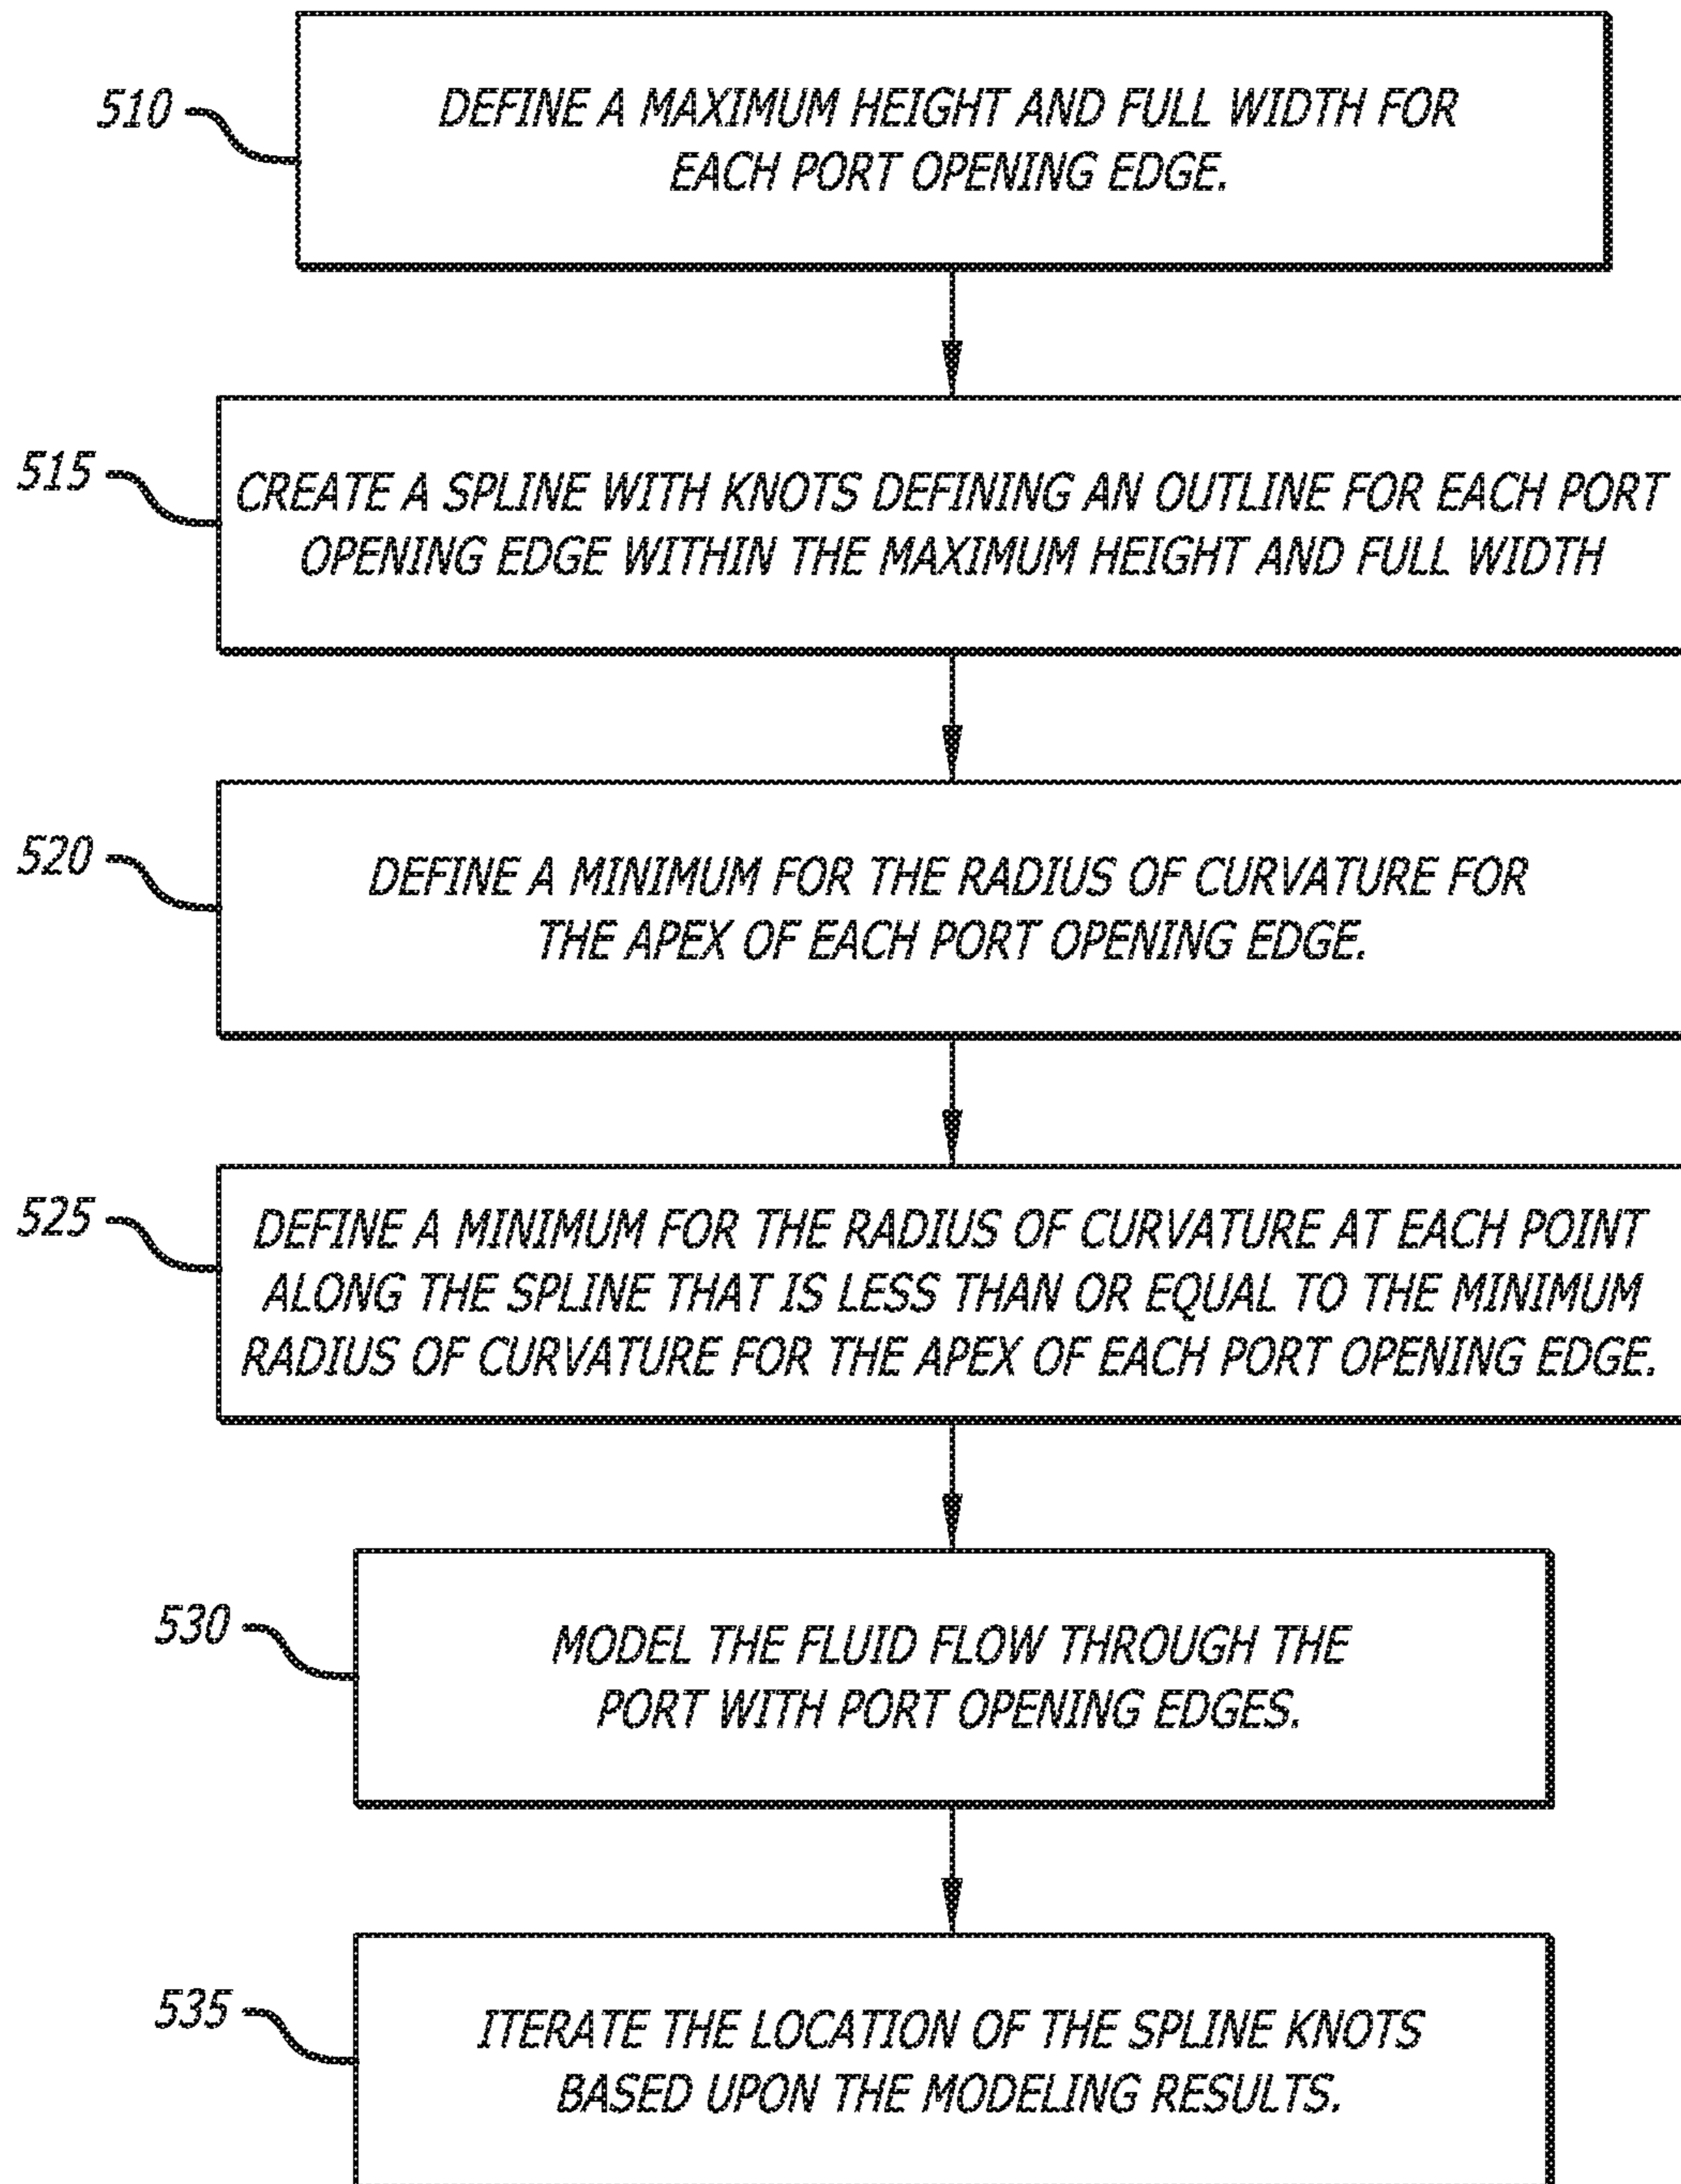 510
DEFINE A MAXIMUM HEIGHT AND FULL WIDTH FOR
EACH PORT OPENING EDGE.
515
CREATE A SPLINE WITH KNOTS DEFINING AN OUTLINE FOR EACH PORT
OPENING EDGE WITHIN THE MAXIMUM HEIGHT AND FULL WIDTH
520
DEFINE A MINIMUM FOR THE RADIUS OF CURVATURE FOR
THE APEX OF EACH PORT OPENING EDGE.
525
DEFINE A MINIMUM FOR THE RADIUS OF CURVATURE AT EACH POINT
ALONG THE SPLINE THAT IS LESS THAN OR EQUAL TO THE MINIMUM
RADIUS OF CURVATURE FOR THE APEX OF EACH PORT OPENING EDGE.
530
MODEL THE FLUID FLOW THROUGH THE
PORT WITH PORT OPENING EDGES.
535
ITERATE THE LOCATION OF THE SPLINE KNOTS
BASED UPON THE MODELING RESULTS.